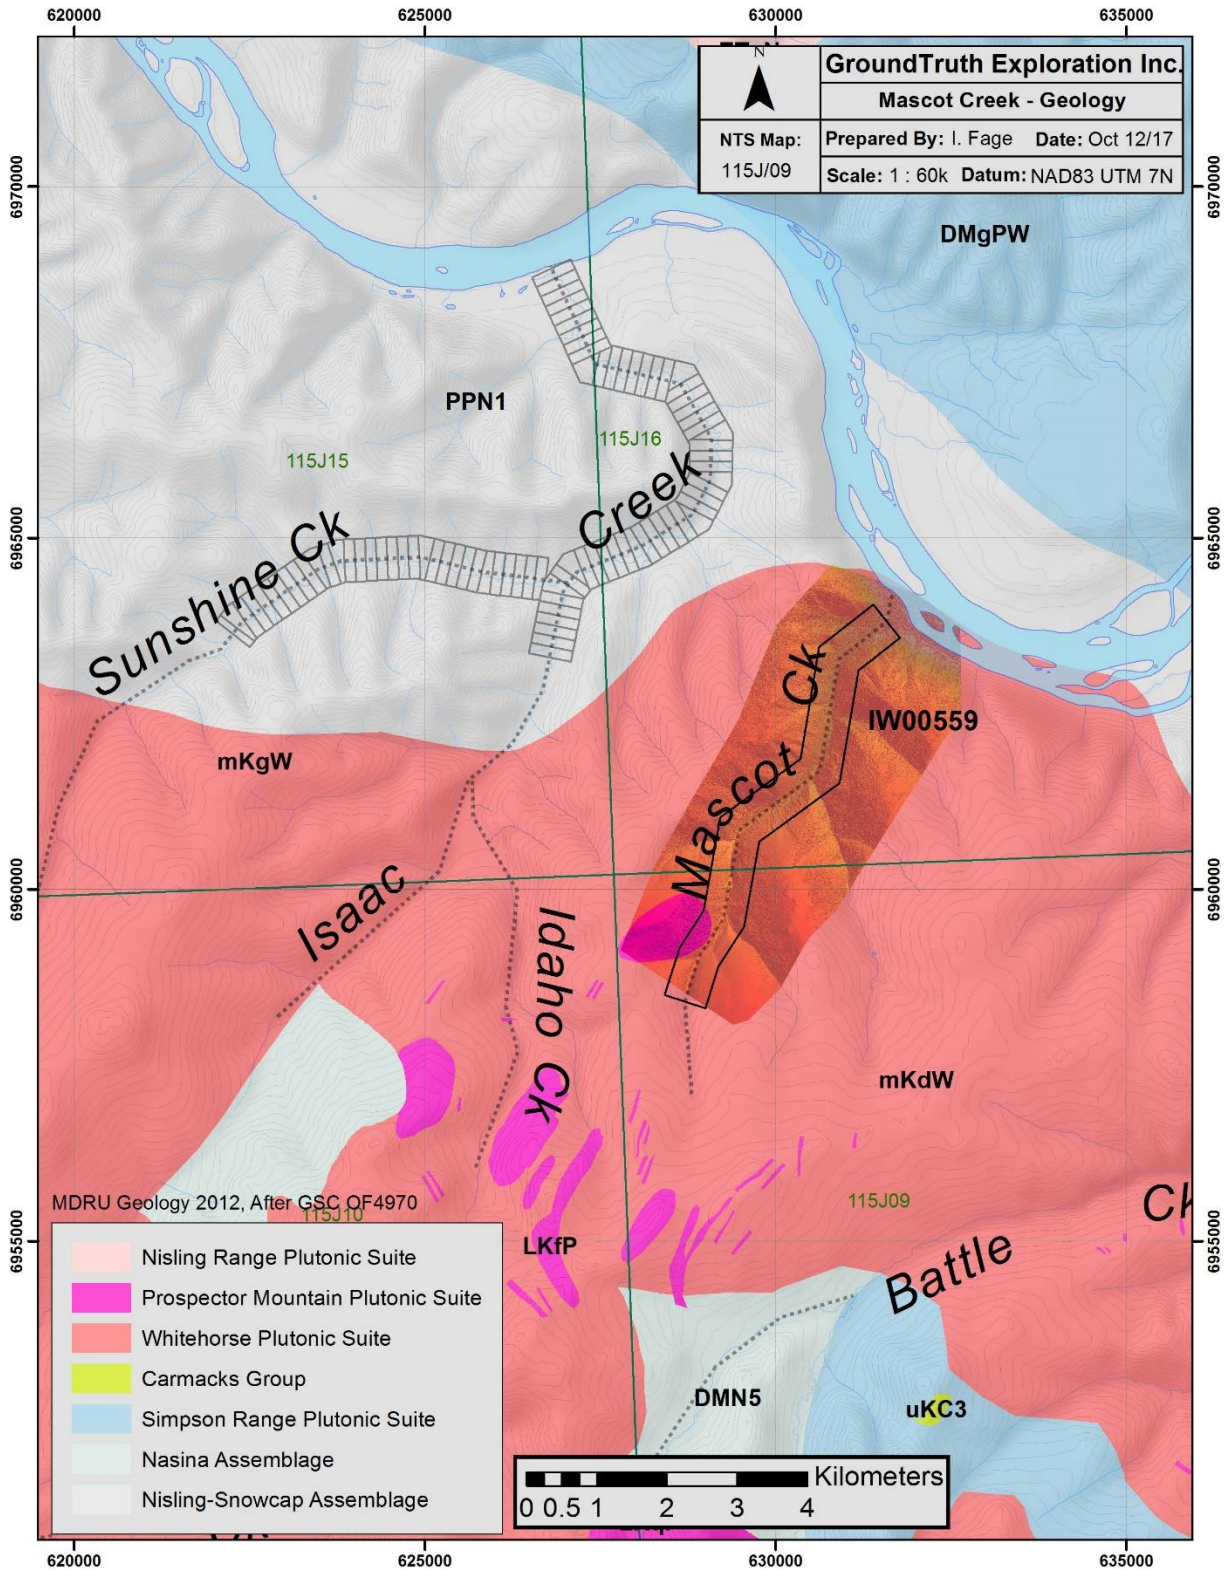 620000 625000 630000 635000
GroundTruth Exploration Inc.
Mascot Creek - Geology
N
NTS Map:
115J/09
Prepared By: I. Fage Date: Oct 12/17
Scale: 1 : 60k Datum: NAD83 UTM 7N
6970000
6970000
DMgPW
PPN1
115J15
115J16
Creek
Sunshine Ck
6965000
6965000
Mascot Ck
IW00559
mKgW
Isaac
Idaho Ck
6960000
6960000
mKdW
115J09
Ck
Battle
LKfP
6955000
6955000
MDRU Geology 2012, After GSC OF4970
115J10
Nisling Range Plutonic Suite
Prospector Mountain Plutonic Suite
Whitehorse Plutonic Suite
Carmacks Group
Simpson Range Plutonic Suite
Nasina Assemblage
Nisling-Snowcap Assemblage
DMN5
uKC3
Kilometers
0 0.5 1 2 3 4
620000 625000 630000 635000